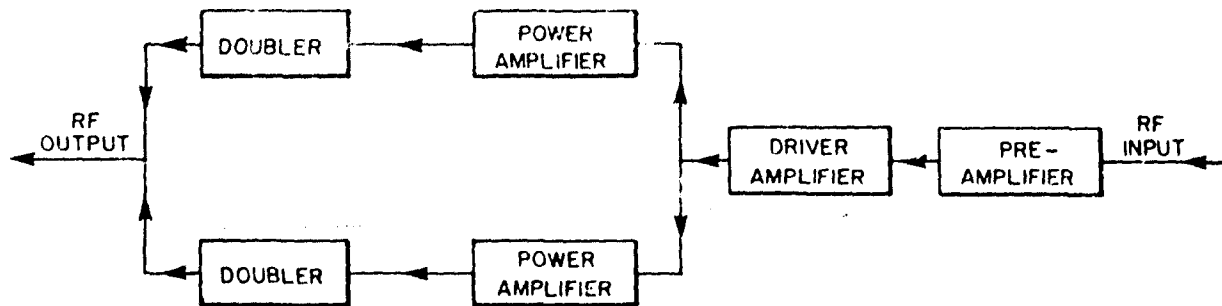 DOUBLER
POWER
AMPLIFIER
RF
OUTPUT
DRIVER
AMPLIFIER
PRE-
AMPLIFIER
RF
INPUT
DOUBLER
POWER
AMPLIFIER